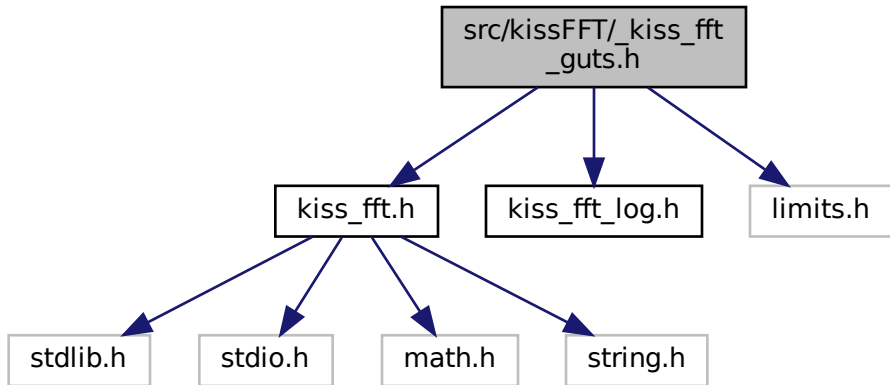 src/kissFFT/_kiss_fft
_guts.h
kiss_fft.h
kiss_fft_log.h
limits.h
stdlib.h
stdio.h
math.h
string.h